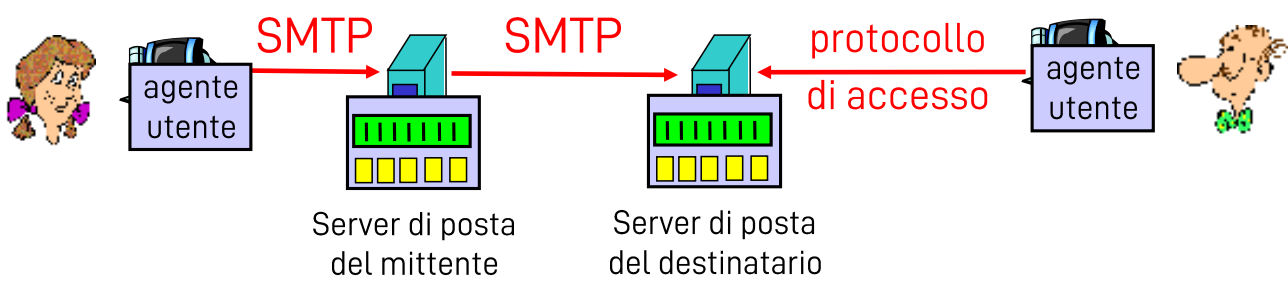 SMTP
SMTP
protocollo
di accesso
agente
utente
agente
utente
Server di posta
del mittente
Server di posta
del destinatario